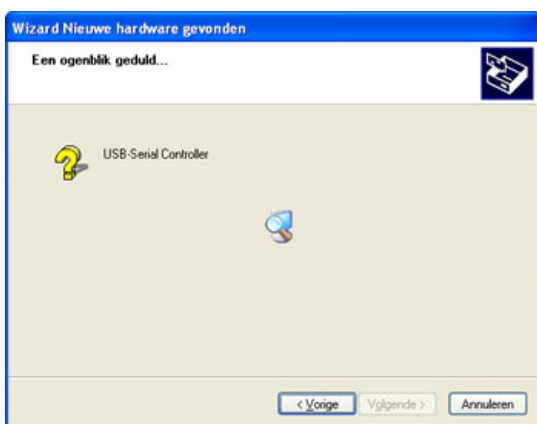 Wizard Nieuwe hardware gevonden
Een ogenblik geduld...
USB-Serial Controller
< Vorige
Volgende >
Annuleren